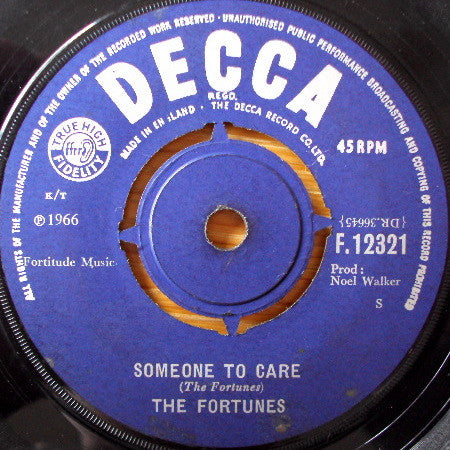 ALL RIGHTS OF THE MANUFACTURER AND OF THE OWNER OF THE RECORDED WORK RESERVED · UNAUTHORISED PUBLIC PERFORMANCE BROADCASTING AND COPYING OF THIS RECORD PROHIBITED
DECCA
REGD.
THE DECCA RECORD CO. LTD.
MADE IN EN LAND
TRUE HIGH
ffrr
FIDELITY
45 RPM
K/T
℗ 1966
{DR.36645}
F.12321
Fortitude Music
Prod:
Noel Walker
S
SOMEONE TO CARE
(The Fortunes)
THE FORTUNES